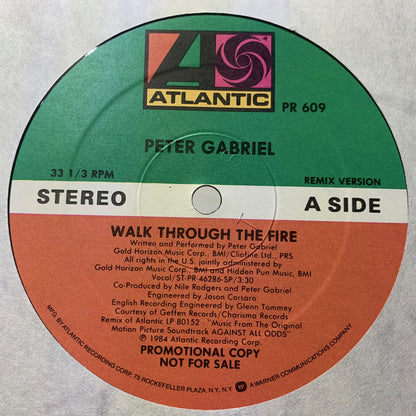 ATLANTIC
PR 609
PETER GABRIEL
33 1/3 RPM
REMIX VERSION
STEREO
A SIDE
WALK THROUGH THE FIRE
Written and Performed by Peter Gabriel
Gold Horizon Music Corp., BMI/Cliofine Ltd., PRS
All rights in the U.S. jointly administered by
Gold Horizon Music Corp., BMI and Hidden Pun Music, BMI
Vocal/ST-PR-46286-SP/3:30
Co-Produced by Nile Rodgers and Peter Gabriel
Engineered by Jason Corsaro
English Recording Engineered by Glenn Tommey
Courtesy of Geffen Records/Charisma Records
Remix of Atlantic LP 80152 - "Music From The Original
Motion Picture Soundtrack AGAINST ALL ODDS"
℗ 1984 Atlantic Recording Corp.
PROMOTIONAL COPY
NOT FOR SALE
MFG. BY ATLANTIC RECORDING CORP., 75 ROCKEFELLER PLAZA, N.Y., N.Y. W A WARNER COMMUNICATIONS COMPANY